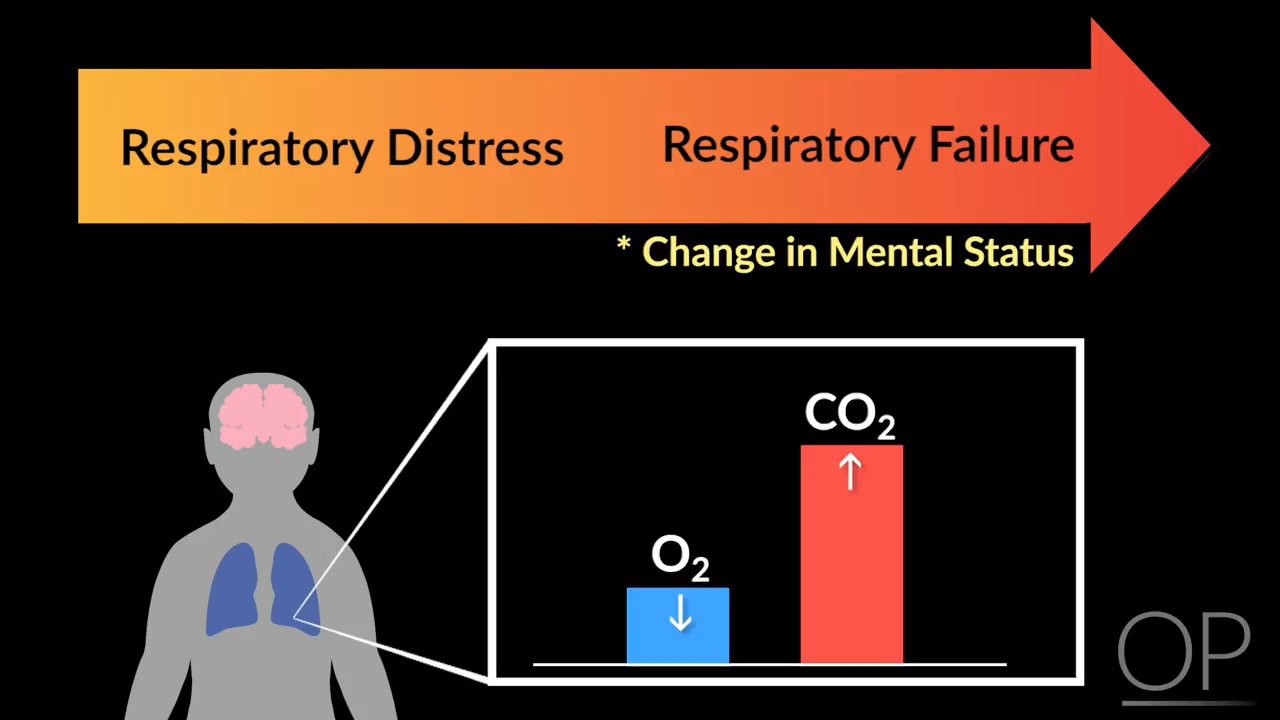 Respiratory Distress
Respiratory Failure
* Change in Mental Status
CO₂
↑
O₂
↓
OP